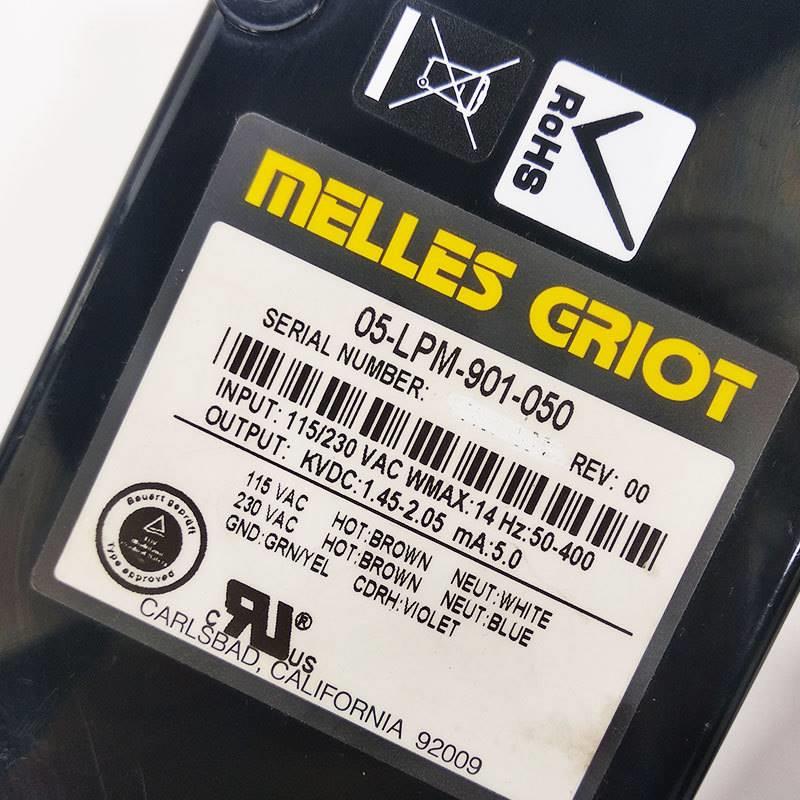 RoHS
MELLES GRIOT
05-LPM-901-050
SERIAL NUMBER:
REV: 00
INPUT: 115/230 VAC WMAX:14 Hz:50-400
OUTPUT: KVDC:1.45-2.05 mA:5.0
115 VAC HOT:BROWN NEUT:WHITE
230 VAC HOT:BROWN NEUT:BLUE
GND:GRN/YEL CDRH:VIOLET
Bauart geprüft
TÜV
Type approved
c RU ® US
CARLSBAD, CALIFORNIA 92009